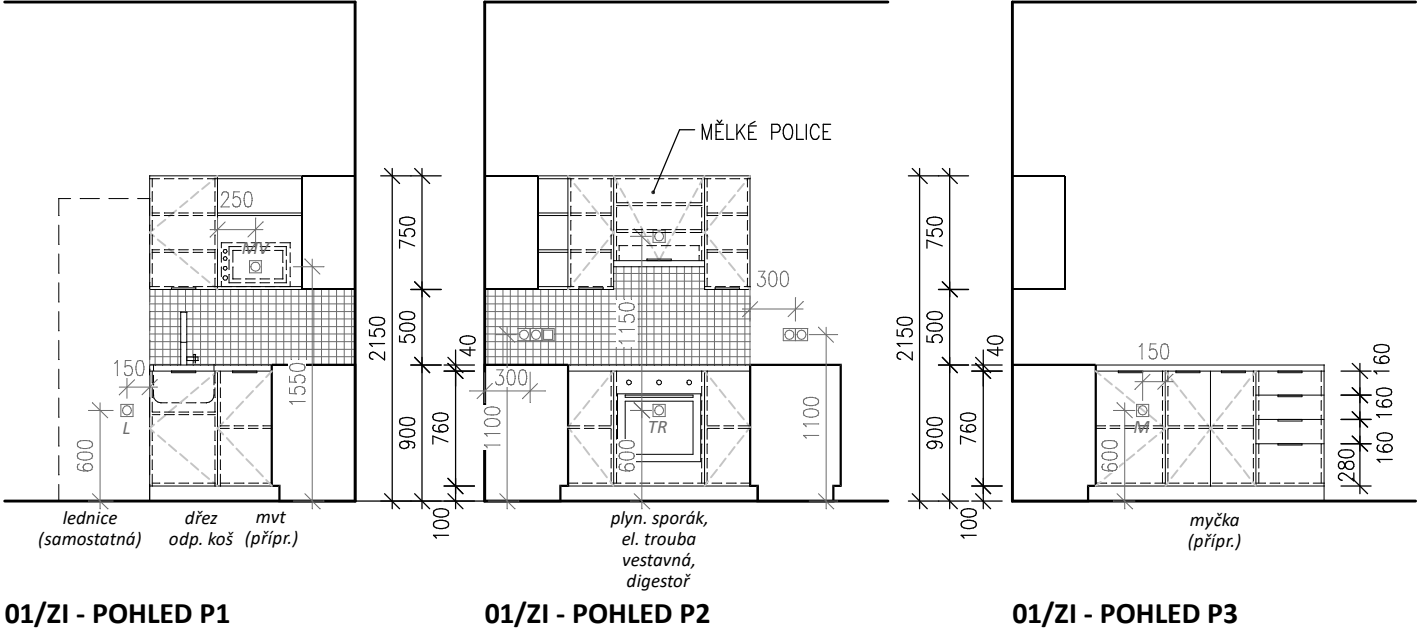 MĚLKÉ POLICE
250
MV
150
L
600
1550
lednice
(samostatná)
dřez
odp. koš
mvt
(přípr.)
2150
750
500
40
900
760
100
300
1150
300
1100
1100
TR
600
plyn. sporák,
el. trouba
vestavná,
digestoř
2150
750
500
40
900
760
100
150
M
600
160
160
160
280
myčka
(přípr.)
01/ZI - POHLED P1
01/ZI - POHLED P2
01/ZI - POHLED P3